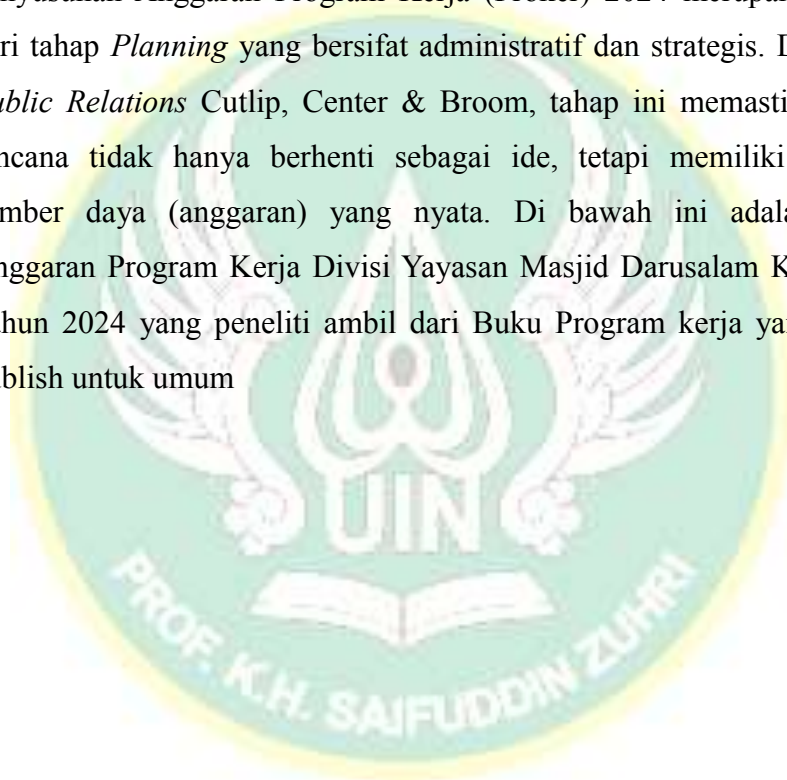 nyusunan Anggaran Program Kerja (Proker) 2024 merupa
ri tahap Planning yang bersifat administratif dan strategis. D
ublic Relations Cutlip, Center & Broom, tahap ini memasti
ncana tidak hanya berhenti sebagai ide, tetapi memiliki
mber daya (anggaran) yang nyata. Di bawah ini adala
nggaran Program Kerja Divisi Yayasan Masjid Darusalam K
ahun 2024 yang peneliti ambil dari Buku Program kerja ya
ublish untuk umum
UIN
PROF. K.H. SAIFUDDIN ZUHRI